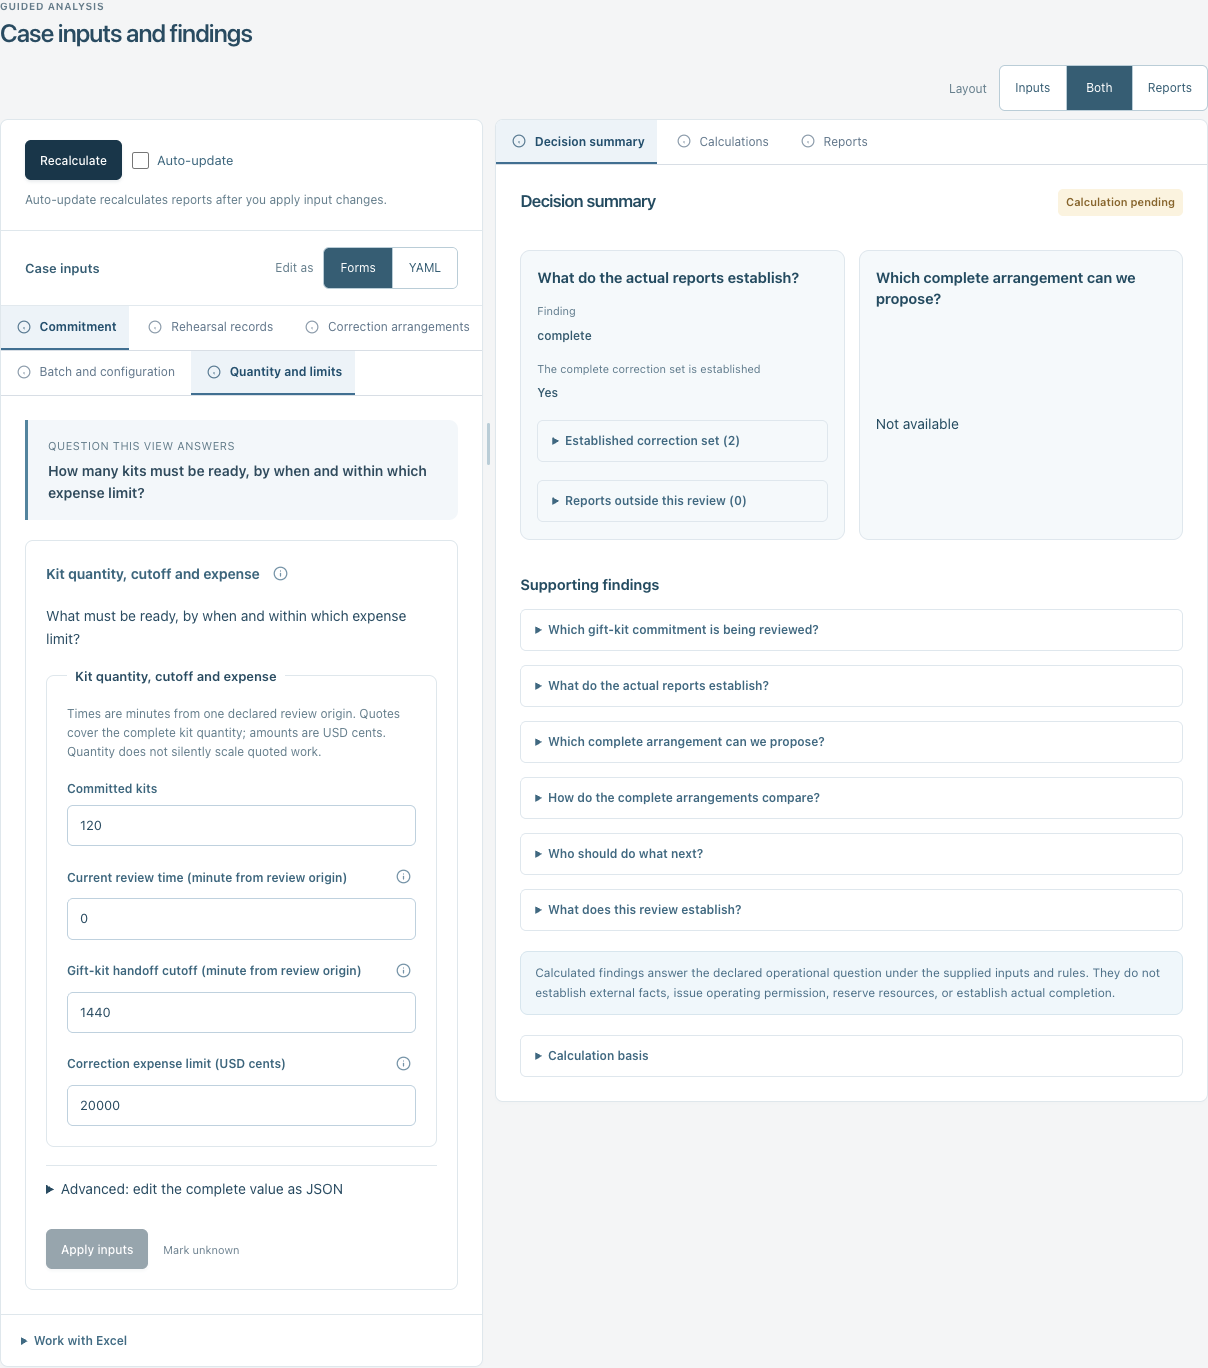 GUIDED ANALYSIS
Case inputs and findings
Layout
Inputs
Both
Reports
Recalculate
Auto-update
Auto-update recalculates reports after you apply input changes.
Case inputs
Edit as
Forms
YAML
Commitment
Rehearsal records
Correction arrangements
Batch and configuration
Quantity and limits
QUESTION THIS VIEW ANSWERS
How many kits must be ready, by when and within which
expense limit?
Kit quantity, cutoff and expense
What must be ready, by when and within which expense
limit?
Kit quantity, cutoff and expense
Times are minutes from one declared review origin. Quotes
cover the complete kit quantity; amounts are USD cents.
Quantity does not silently scale quoted work.
Committed kits
120
Current review time (minute from review origin)
0
Gift-kit handoff cutoff (minute from review origin)
1440
Correction expense limit (USD cents)
20000
Advanced: edit the complete value as JSON
Apply inputs
Mark unknown
Work with Excel
Decision summary
Calculations
Reports
Decision summary
Calculation pending
What do the actual reports establish?
Finding
complete
The complete correction set is established
Yes
Established correction set (2)
Reports outside this review (0)
Which complete arrangement can we
propose?
Not available
Supporting findings
Which gift-kit commitment is being reviewed?
What do the actual reports establish?
Which complete arrangement can we propose?
How do the complete arrangements compare?
Who should do what next?
What does this review establish?
Calculated findings answer the declared operational question under the supplied inputs and rules. They do not
establish external facts, issue operating permission, reserve resources, or establish actual completion.
Calculation basis